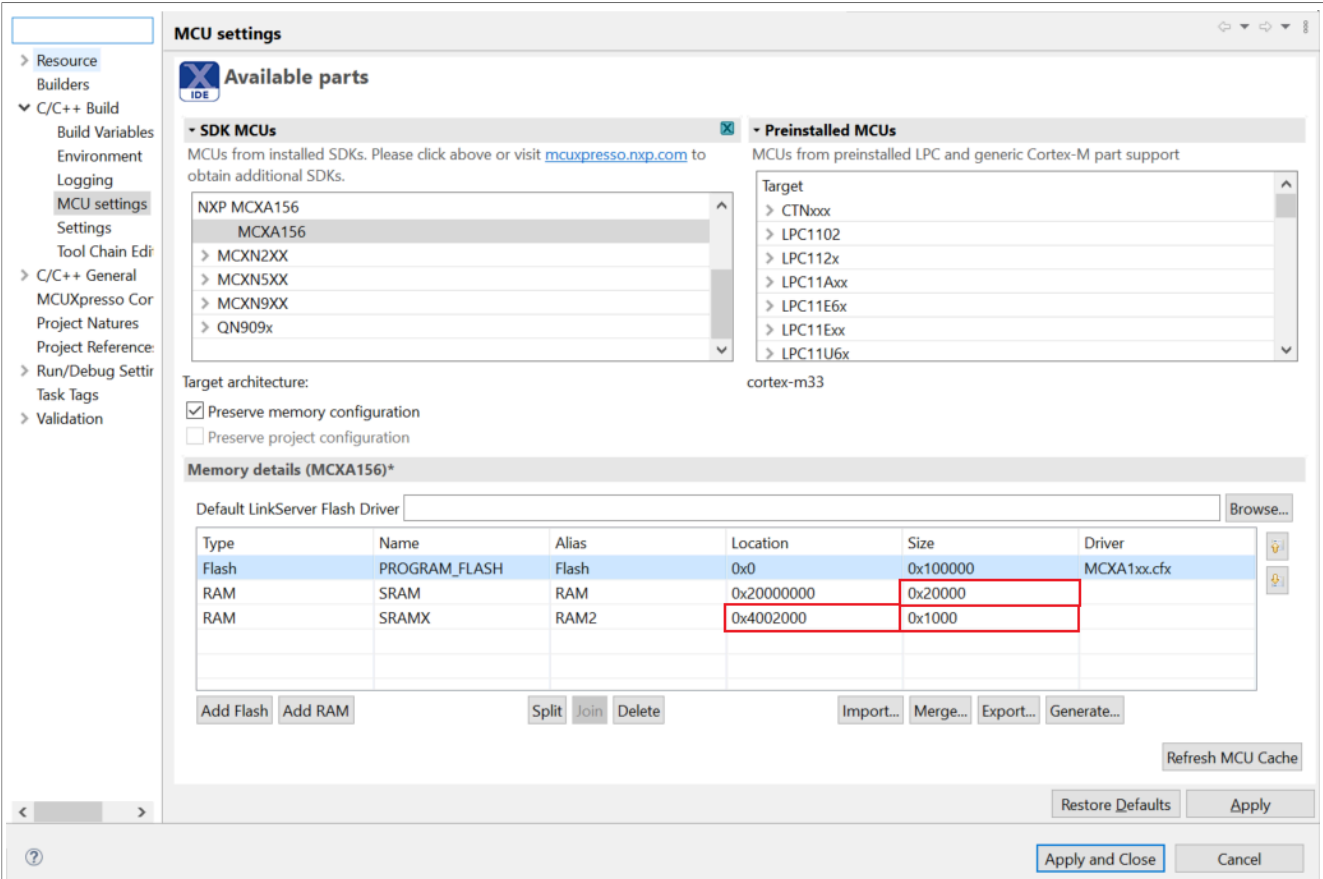 MCU settings
Resource
Builders
C/C++ Build
Build Variables
Environment
Logging
MCU settings
Settings
Tool Chain Edi
C/C++ General
MCUXpresso Cor
Project Natures
Project Reference
Run/Debug Settir
Task Tags
Validation
IDE
Available parts
SDK MCUs
MCUs from installed SDKs. Please click above or visit mcuxpresso.nxp.com to
obtain additional SDKs.
NXP MCXA156
MCXA156
MCXN2XX
MCXN5XX
MCXN9XX
QN909x
Preinstalled MCUs
MCUs from preinstalled LPC and generic Cortex-M part support
Target
CTNxxx
LPC1102
LPC112x
LPC11Axx
LPC11E6x
LPC11Exx
LPC11U6x
Target architecture: cortex-m33
Preserve memory configuration
Preserve project configuration
Memory details (MCXA156)*
Default LinkServer Flash Driver Browse...
Type Name Alias Location Size Driver
Flash PROGRAM_FLASH Flash 0x0 0x100000 MCXA1xx.cfx
RAM SRAM RAM 0x20000000 0x20000
RAM SRAMX RAM2 0x4002000 0x1000
Add Flash Add RAM Split Join Delete Import... Merge... Export... Generate...
Refresh MCU Cache
Restore Defaults Apply
Apply and Close Cancel